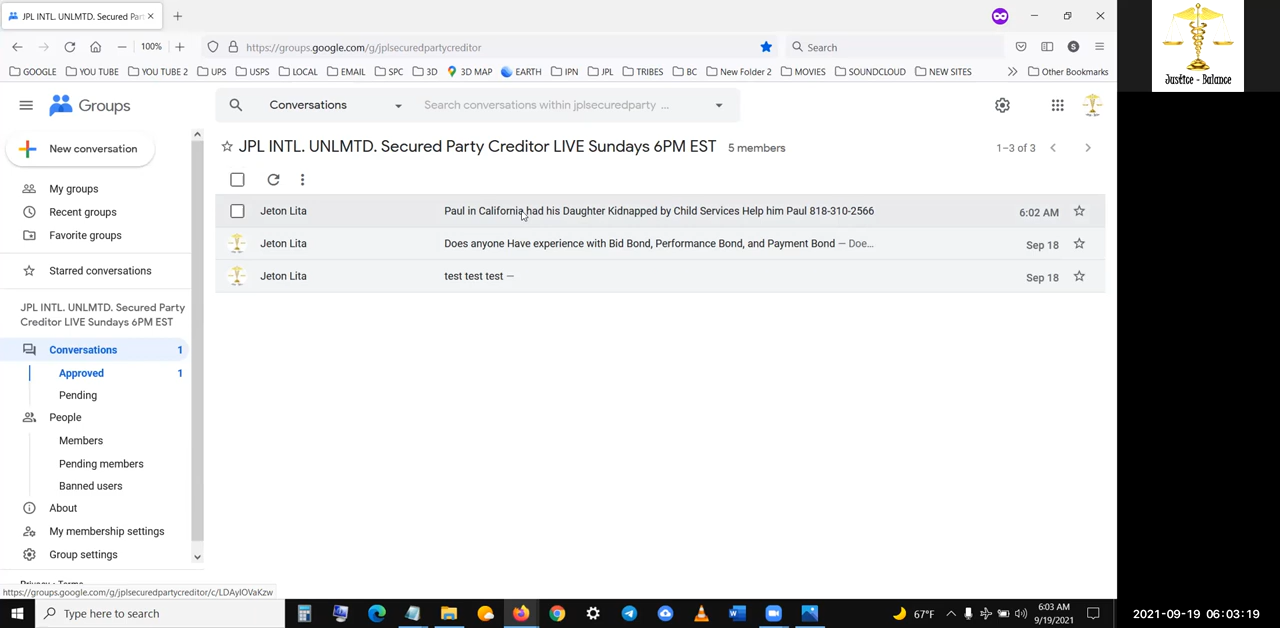 JPL INTL. UNLMTD. Secured Par
100%
https://groups.google.com/g/jplsecuredpartycreditor
Search
GOOGLE YOU TUBE YOU TUBE 2 UPS USPS LOCAL EMAIL SPC 3D 3D MAP EARTH IPN JPL TRIBES BC New Folder 2 MOVIES SOUNDCLOUD NEW SITES Other Bookmarks
Justice - Balance
Groups
Conversations
Search conversations within jplsecuredparty ...
New conversation
JPL INTL. UNLMTD. Secured Party Creditor LIVE Sundays 6PM EST 5 members
1–3 of 3
My groups
Recent groups
Favorite groups
Starred conversations
Jeton Lita Paul in California had his Daughter Kidnapped by Child Services Help him Paul 818-310-2566 6:02 AM
Jeton Lita Does anyone Have experience with Bid Bond, Performance Bond, and Payment Bond — Doe... Sep 18
Jeton Lita test test test — Sep 18
JPL INTL. UNLMTD. Secured Party
Creditor LIVE Sundays 6PM EST
Conversations 1
Approved 1
Pending
People
Members
Pending members
Banned users
About
My membership settings
Group settings
Privacy · Terms
https://groups.google.com/g/jplsecuredpartycreditor/c/LDAyIOVaKzw
Type here to search
67°F
6:03 AM
9/19/2021
2021-09-19 06:03:19